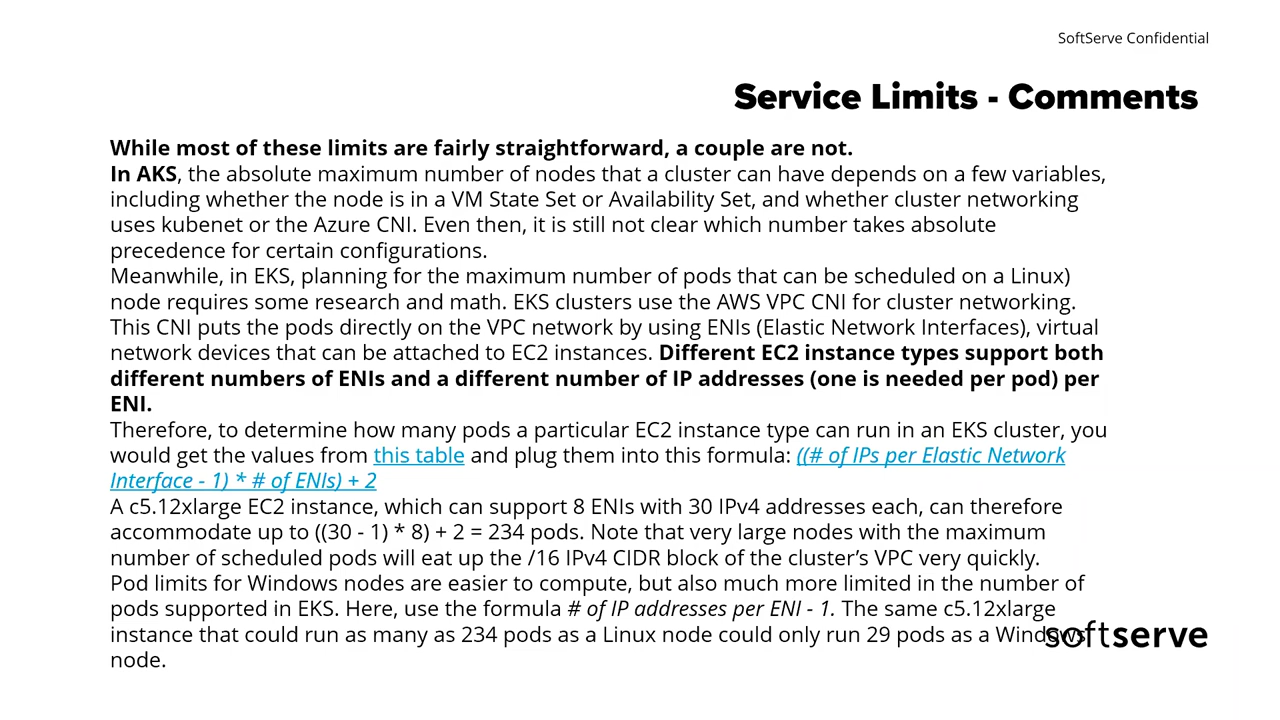 SoftServe Confidential
Service Limits - Comments
While most of these limits are fairly straightforward, a couple are not.
In AKS, the absolute maximum number of nodes that a cluster can have depends on a few variables,
including whether the node is in a VM State Set or Availability Set, and whether cluster networking
uses kubenet or the Azure CNI. Even then, it is still not clear which number takes absolute
precedence for certain configurations.
Meanwhile, in EKS, planning for the maximum number of pods that can be scheduled on a Linux)
node requires some research and math. EKS clusters use the AWS VPC CNI for cluster networking.
This CNI puts the pods directly on the VPC network by using ENIs (Elastic Network Interfaces), virtual
network devices that can be attached to EC2 instances. Different EC2 instance types support both
different numbers of ENIs and a different number of IP addresses (one is needed per pod) per
ENI.
Therefore, to determine how many pods a particular EC2 instance type can run in an EKS cluster, you
would get the values from this table and plug them into this formula: ((# of IPs per Elastic Network
Interface - 1) * # of ENIs) + 2
A c5.12xlarge EC2 instance, which can support 8 ENIs with 30 IPv4 addresses each, can therefore
accommodate up to ((30 - 1) * 8) + 2 = 234 pods. Note that very large nodes with the maximum
number of scheduled pods will eat up the /16 IPv4 CIDR block of the cluster’s VPC very quickly.
Pod limits for Windows nodes are easier to compute, but also much more limited in the number of
pods supported in EKS. Here, use the formula # of IP addresses per ENI - 1. The same c5.12xlarge
instance that could run as many as 234 pods as a Linux node could only run 29 pods as a Windows
node.
softserve